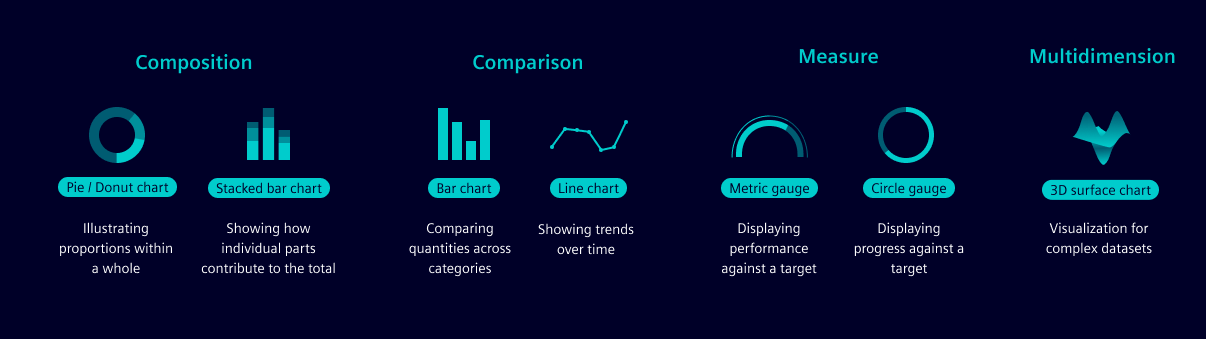 Composition
Pie / Donut chart
Illustrating
proportions within
a whole
Stacked bar chart
Showing how
individual parts
contribute to the total
Comparison
Bar chart
Comparing
quantities across
categories
Line chart
Showing trends
over time
Measure
Metric gauge
Displaying
performance
against a target
Circle gauge
Displaying
progress against a
target
Multidimension
3D surface chart
Visualization for
complex datasets